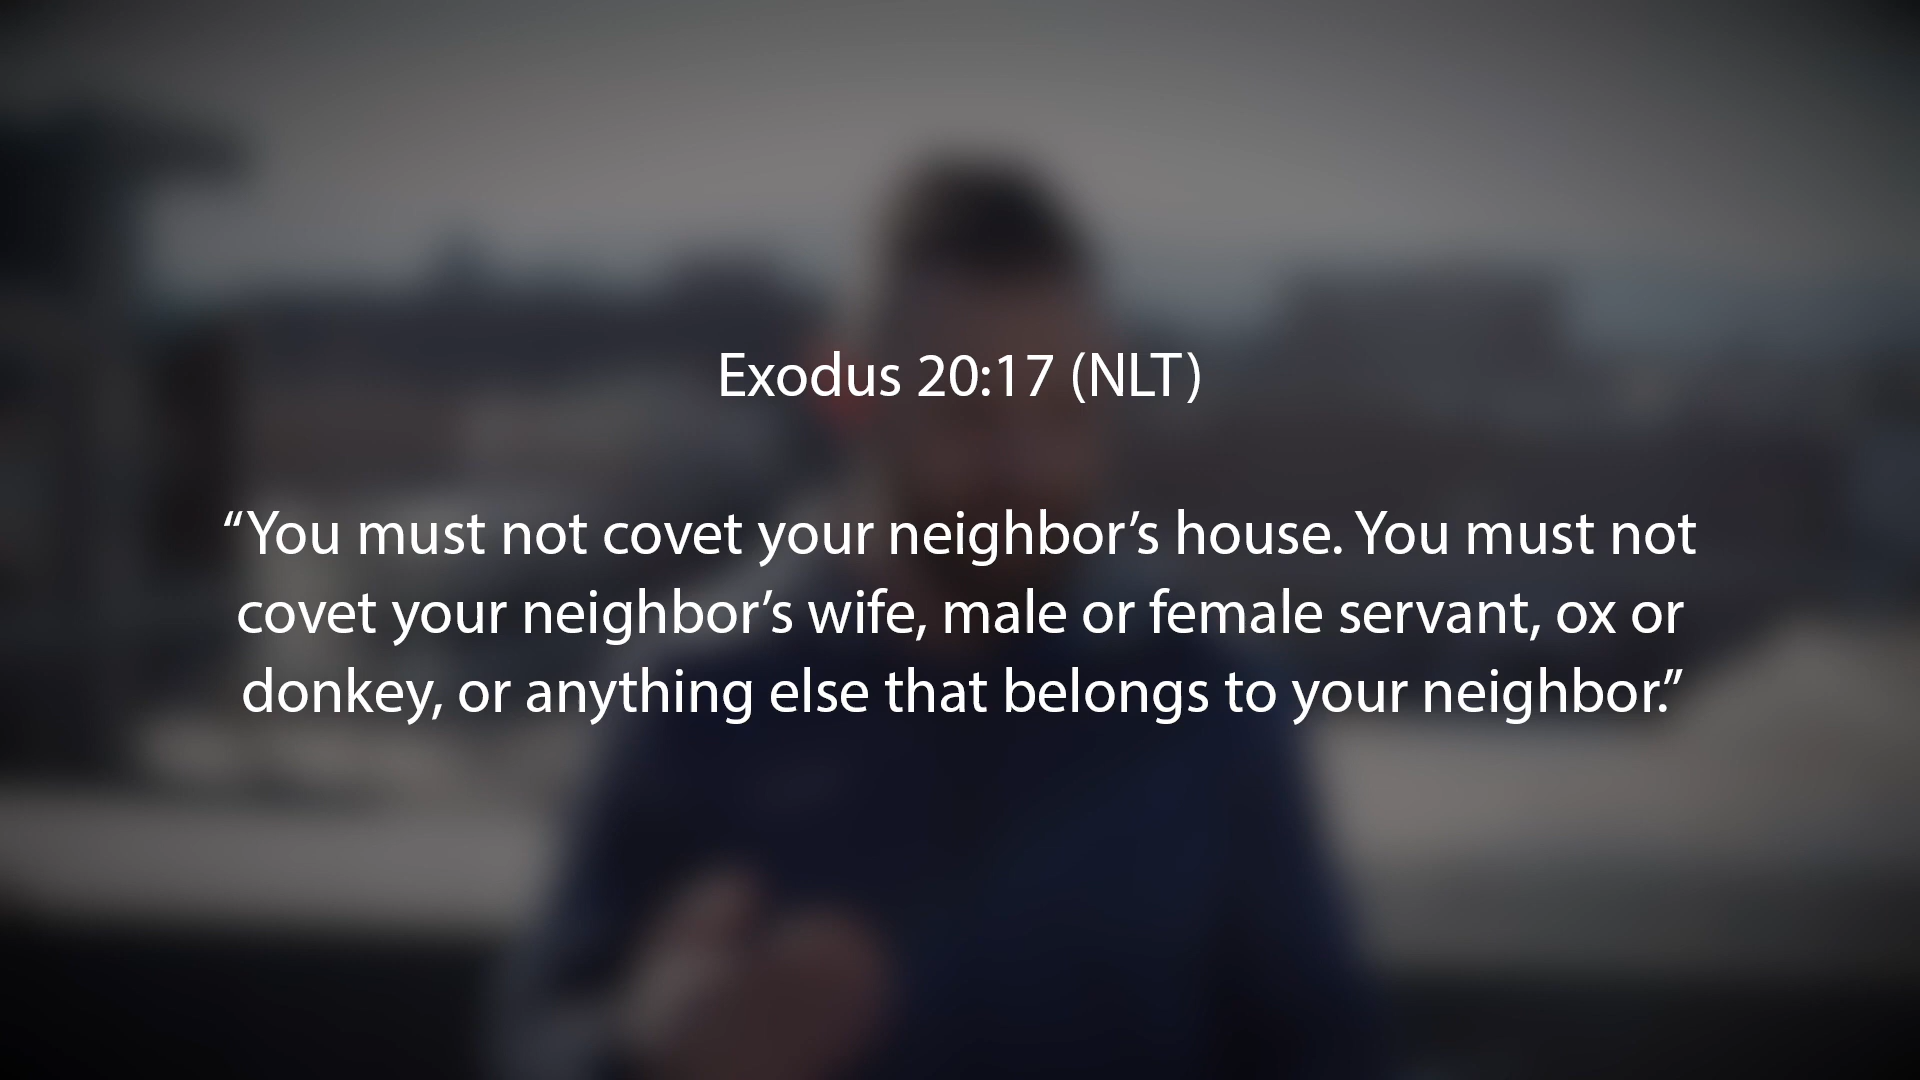 Exodus 20:17 (NLT)
“You must not covet your neighbor’s house. You must not
covet your neighbor’s wife, male or female servant, ox or
donkey, or anything else that belongs to your neighbor.”